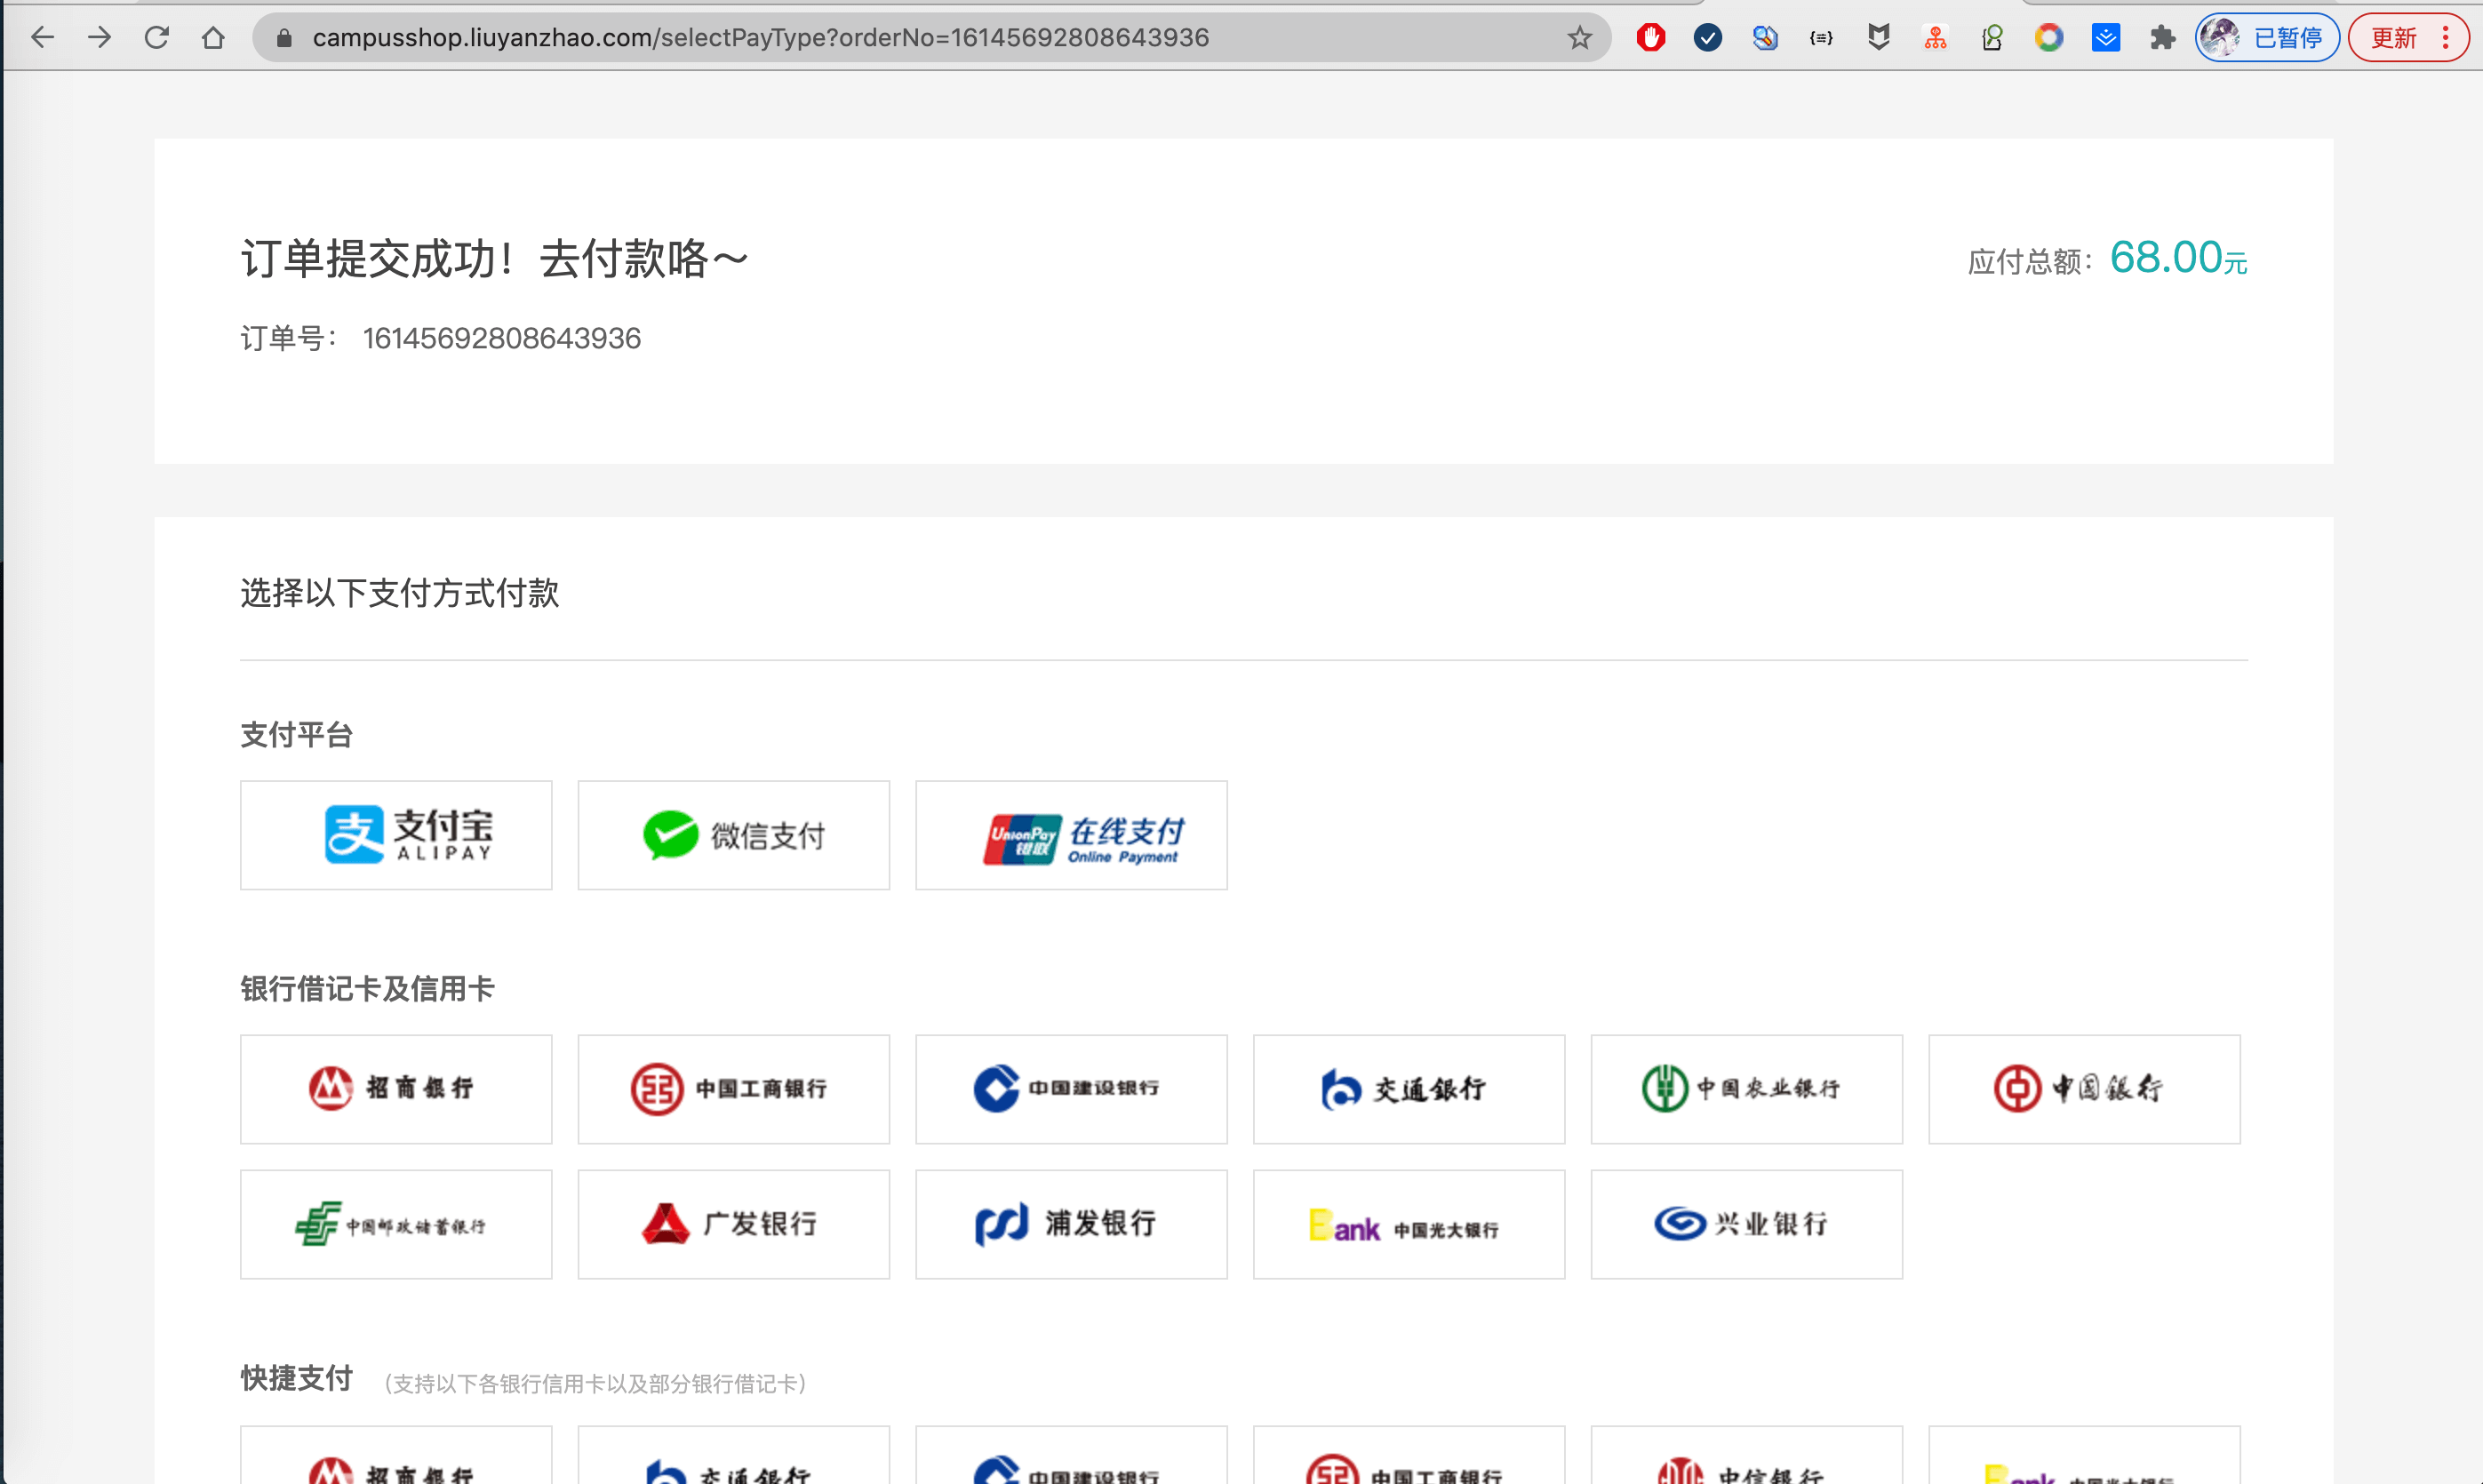 campusshop.liuyanzhao.com/selectPayType?orderNo=16145692808643936
已暂停
更新
订单提交成功！去付款咯～
应付总额：68.00元
订单号： 16145692808643936
选择以下支付方式付款
支付平台
支 支付宝 ALIPAY
微信支付
UnionPay 银联 在线支付 Online Payment
银行借记卡及信用卡
招商银行
中国工商银行
中国建设银行
交通银行
中国农业银行
中国银行
中国邮政储蓄银行
广发银行
浦发银行
Bank 中国光大银行
兴业银行
快捷支付 （支持以下各银行信用卡以及部分银行借记卡）
招商银行
交通银行
中国建设银行
中国工商银行
中信银行
Bank 中国光大银行